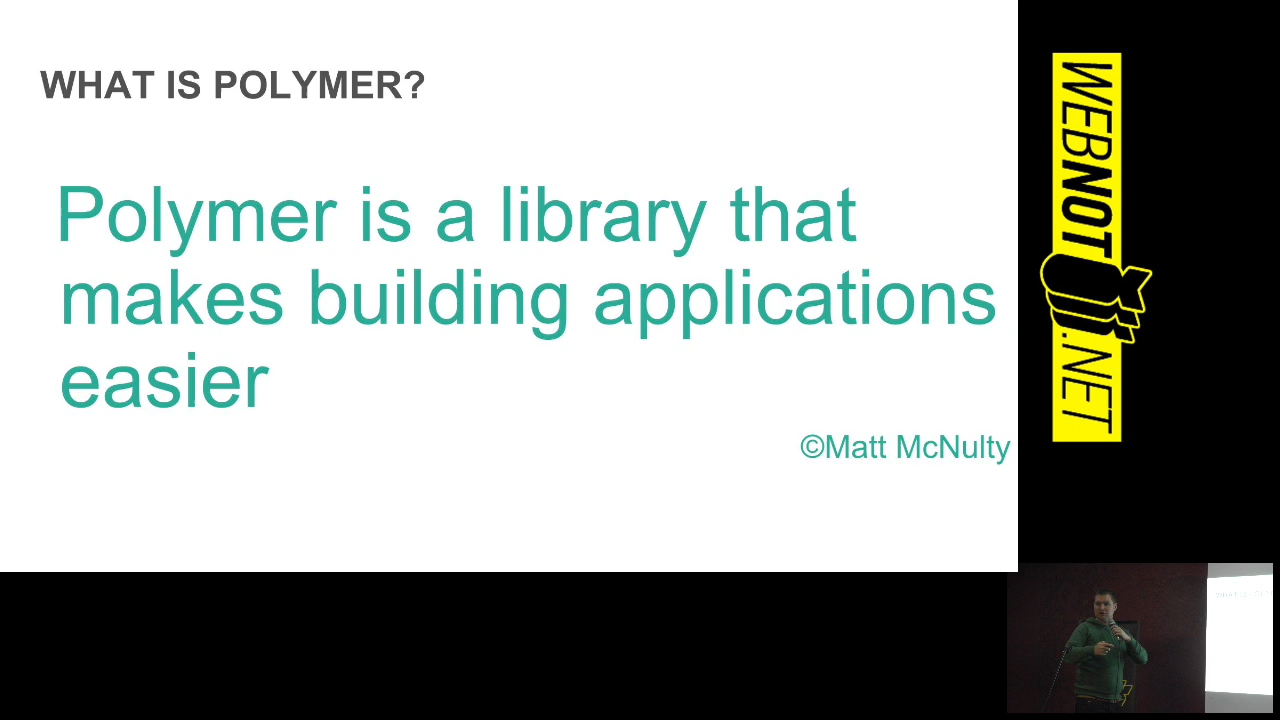 WHAT IS POLYMER?
Polymer is a library that
makes building applications
easier
©Matt McNulty
WEBNOT.NET